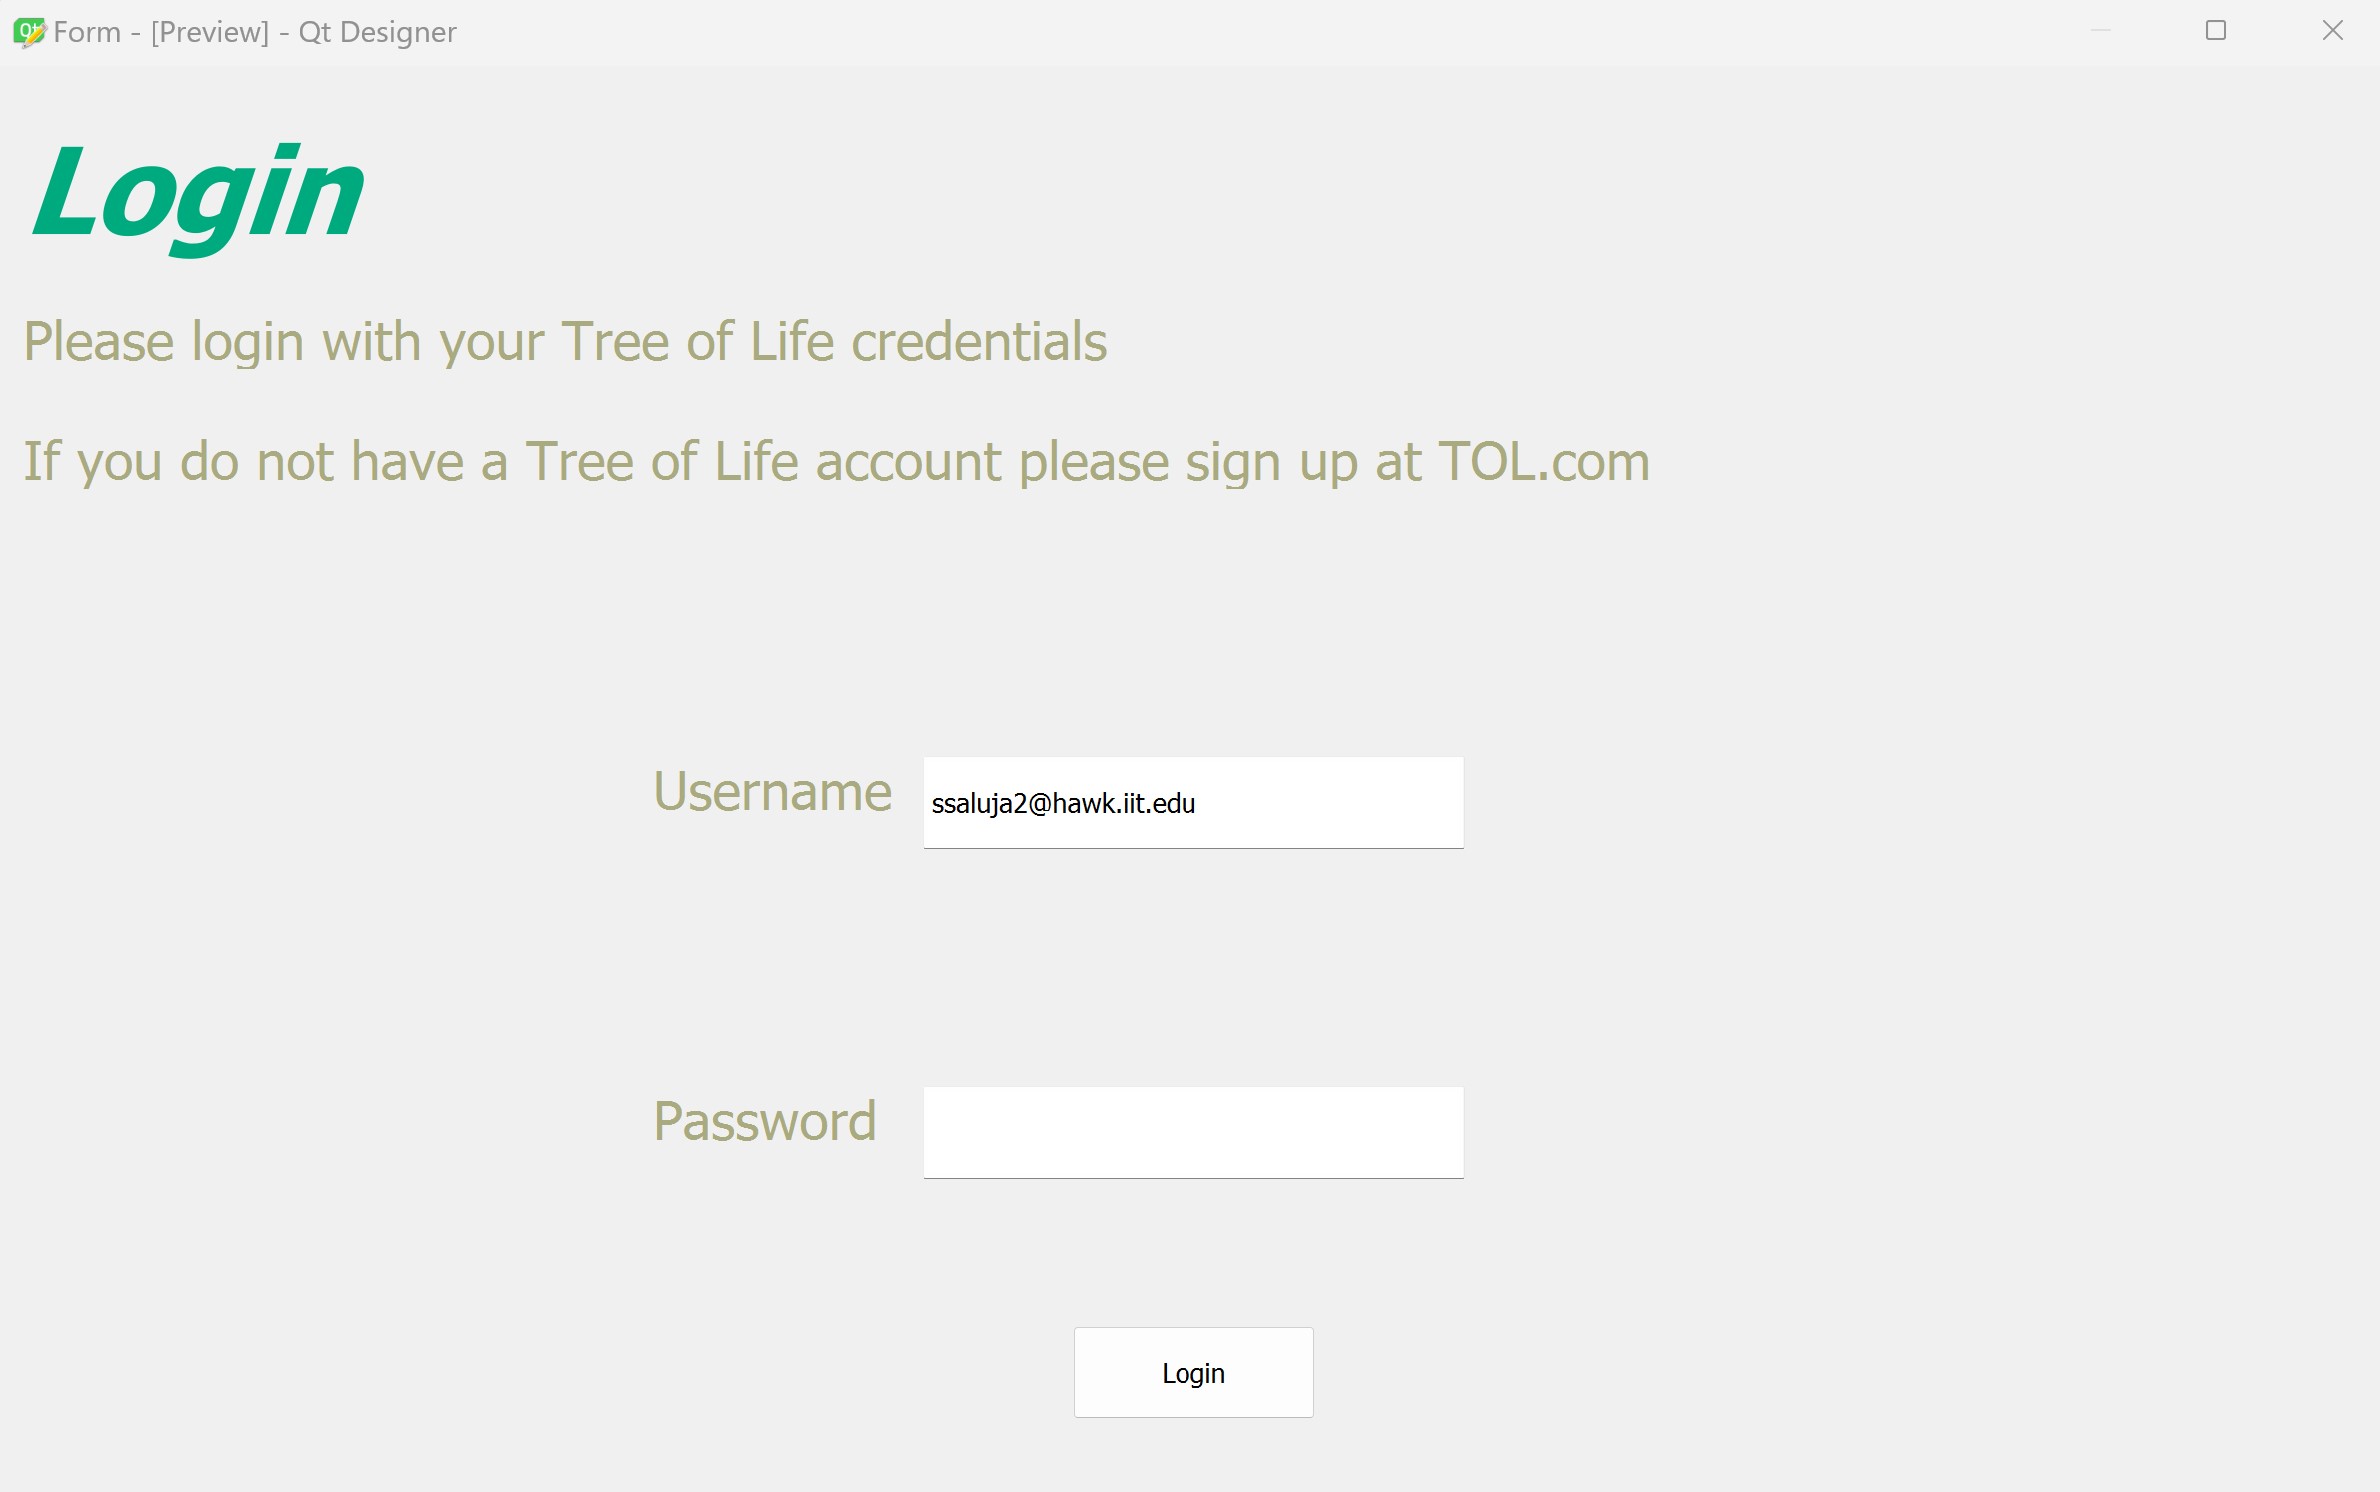 Qt Form - [Preview] - Qt Designer
Login
Please login with your Tree of Life credentials
If you do not have a Tree of Life account please sign up at TOL.com
Username ssaluja2@hawk.iit.edu
Password
Login